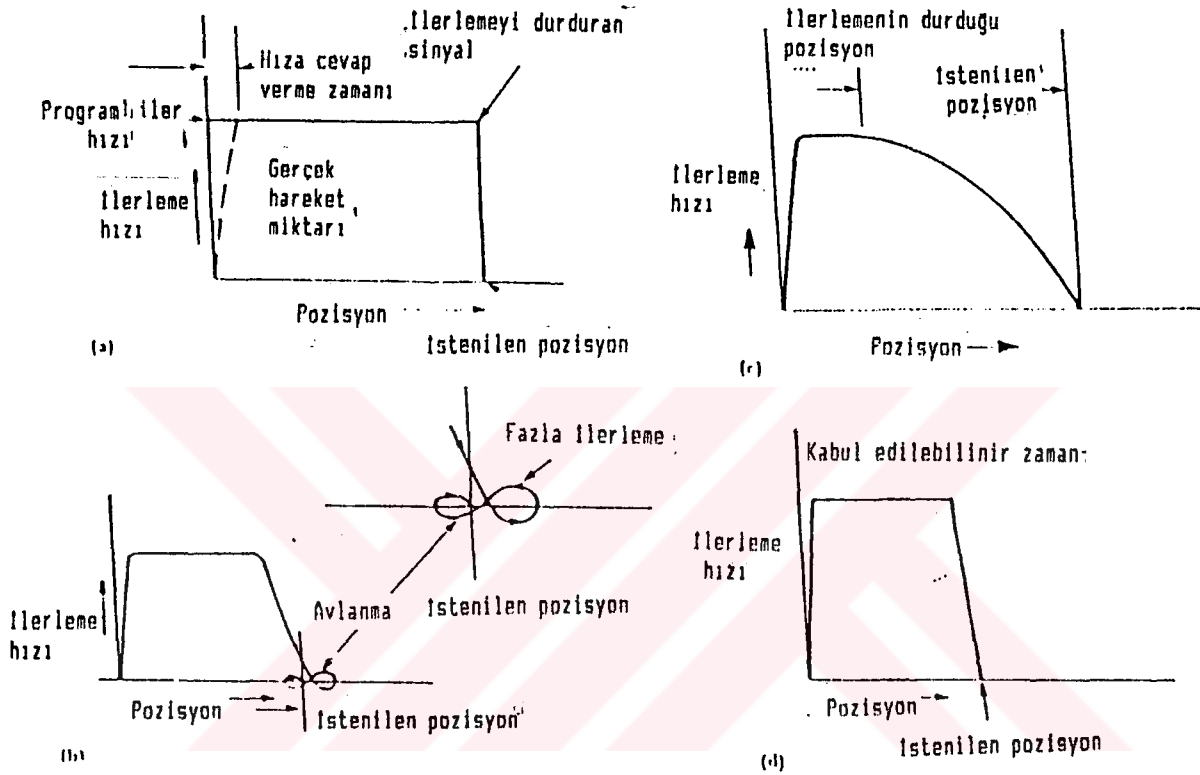 İlerlemeyi durduran
sinyal
Hıza cevap
verme zamanı
Programlı iler
hızı
İlerleme
hızı
Gerçek
hareket
miktarı
Pozisyon
İstenilen pozisyon
(a)
İlerlemenin durduğu
pozisyon
İstenilen
pozisyon
İlerleme
hızı
Pozisyon
(c)
Fazla İlerleme
İstenilen pozisyon
Avlanma
İlerleme
hızı
Pozisyon
İstenilen pozisyon
(b)
Kabul edilebilinir zaman
İlerleme
hızı
Pozisyon
İstenilen pozisyon
(d)